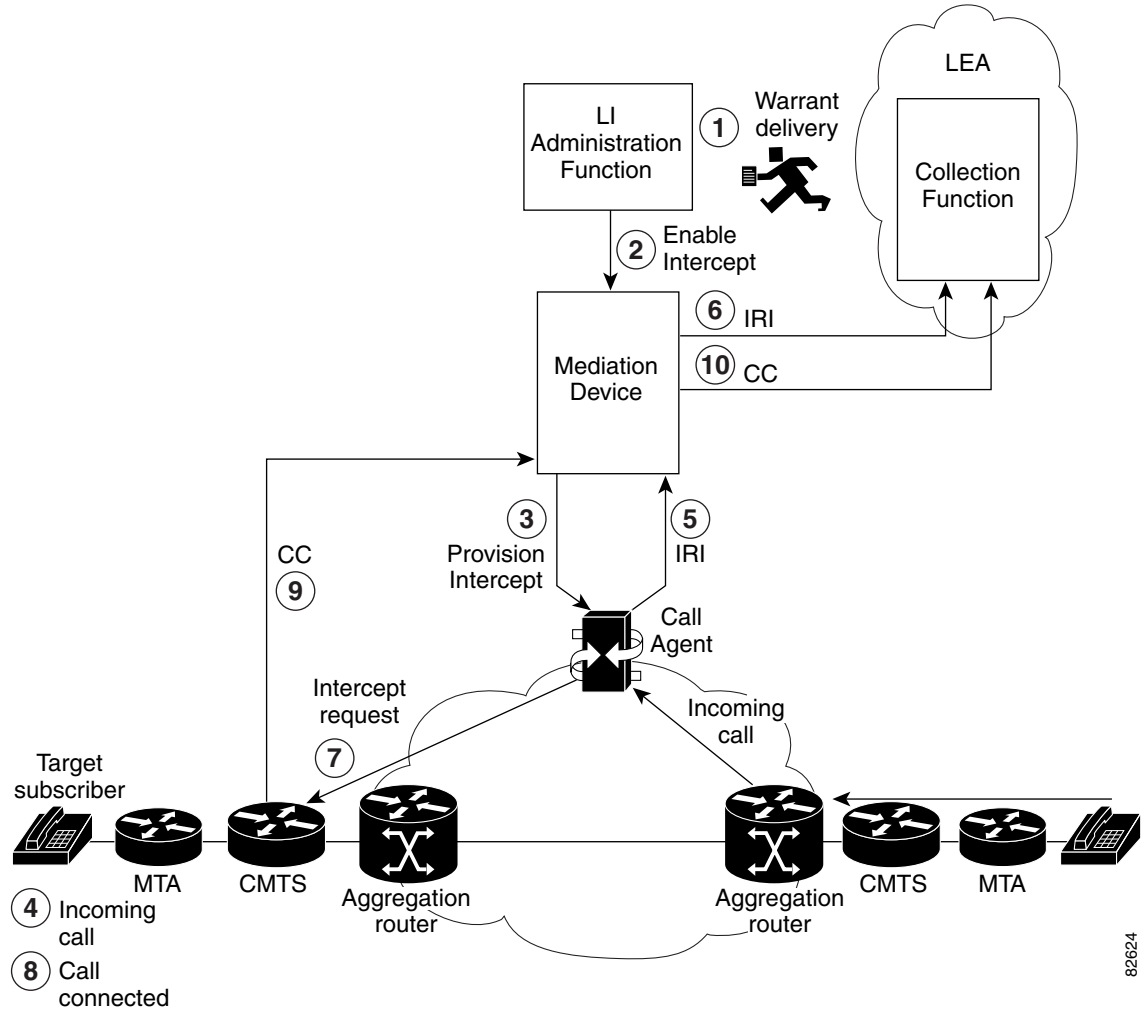 LEA
LI
Administration
Function
1
Warrant
delivery
Collection
Function
2
Enable
Intercept
6
IRI
10
CC
Mediation
Device
3
Provision
Intercept
5
IRI
CC
9
Call
Agent
Intercept
request
7
Incoming
call
Target
subscriber
MTA
CMTS
Aggregation
router
Aggregation
router
CMTS
MTA
4
Incoming
call
8
Call
connected
82624